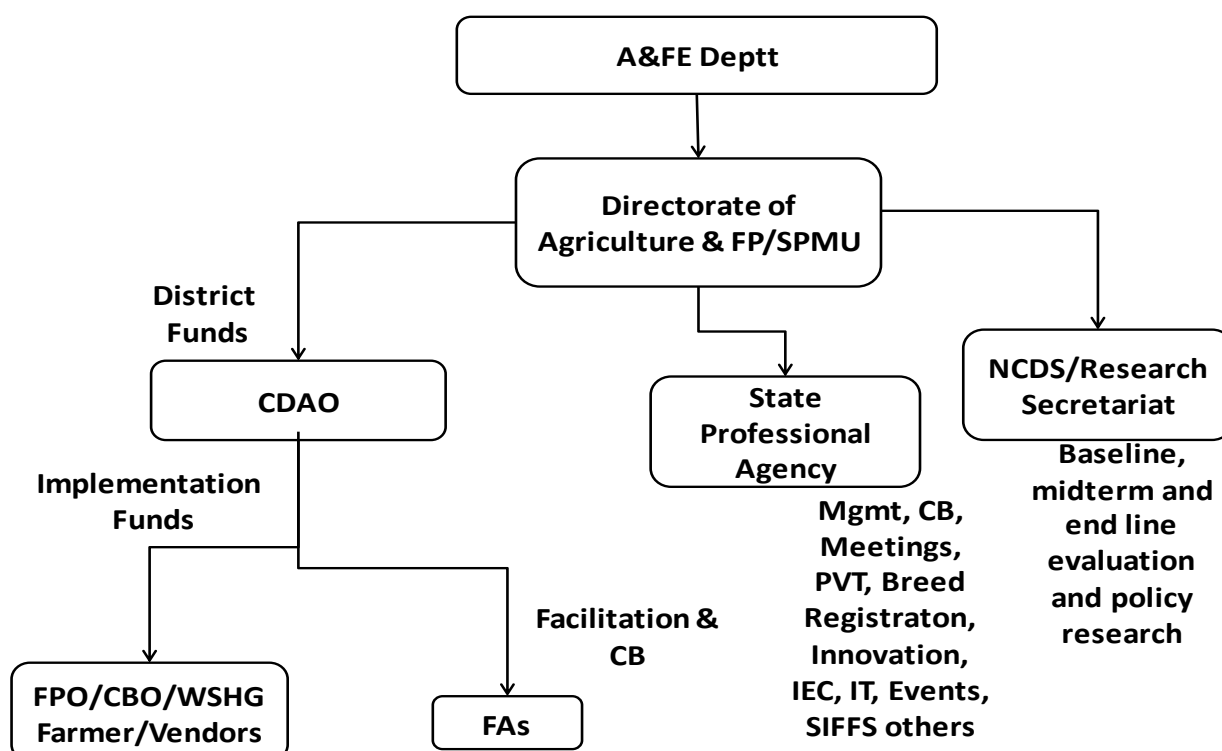 A&FE Deptt
Directorate of
Agriculture & FP/SPMU
District
Funds
CDAO
State
Professional
Agency
NCDS/Research
Secretariat
Implementation
Funds
Mgmt, CB,
Meetings,
PVT, Breed
Registraton,
Innovation,
IEC, IT, Events,
SIFFS others
Baseline,
midterm and
end line
evaluation
and policy
research
Facilitation &
CB
FPO/CBO/WSHG
Farmer/Vendors
FAs